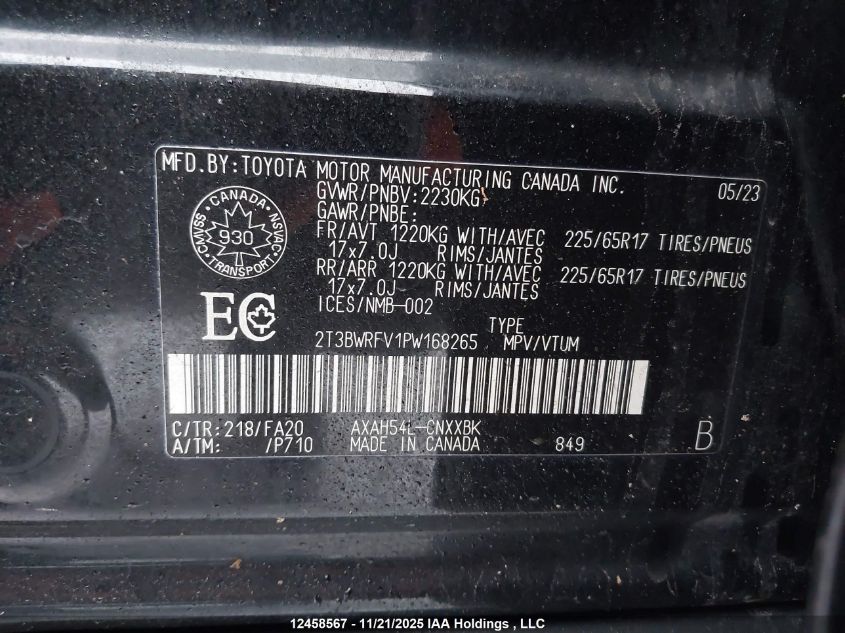 MFD.BY:TOYOTA MOTOR MANUFACTURING CANADA INC. 05/23
GVWR/PNBV:2230KG
GAWR/PNBE:
FR/AVT 1220KG WITH/AVEC 225/65R17 TIRES/PNEUS
17x7.0J RIMS/JANTES
RR/ARR 1220KG WITH/AVEC 225/65R17 TIRES/PNEUS
17x7.0J RIMS/JANTES
ICES/NMB-002
CANADA
CMVSS 930 NSVAC
TRANSPORT
EC
TYPE
2T3BWRFV1PW168265 MPV/VTUM
C/TR:218/FA20 AXAH54L-CNXXBK
A/TM: /P710 MADE IN CANADA 849 B
12458567 - 11/21/2025 IAA Holdings , LLC